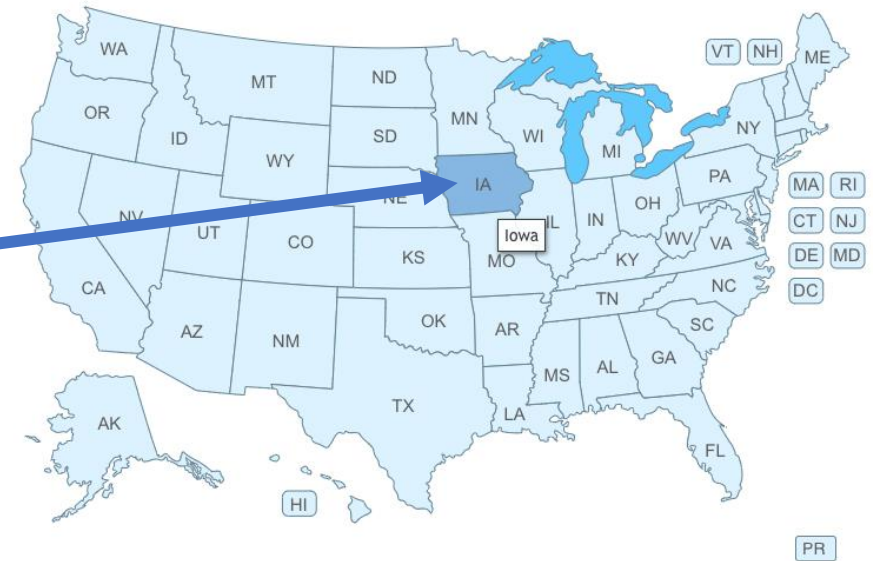 WA
MT
ND
MN
VT
NH
ME
OR
ID
SD
WI
MI
NY
WY
IA
PA
MA
RI
NV
NE
IL
IN
OH
CT
NJ
UT
CO
KS
MO
Iowa
KY
WV
VA
DE
MD
CA
DC
AZ
NM
OK
AR
TN
NC
SC
TX
LA
MS
AL
GA
AK
FL
HI
PR